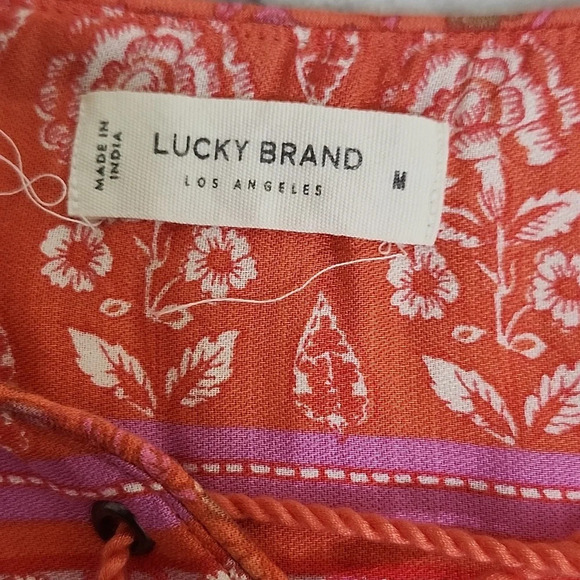 MADE IN
INDIA
LUCKY BRAND
LOS ANGELES
M